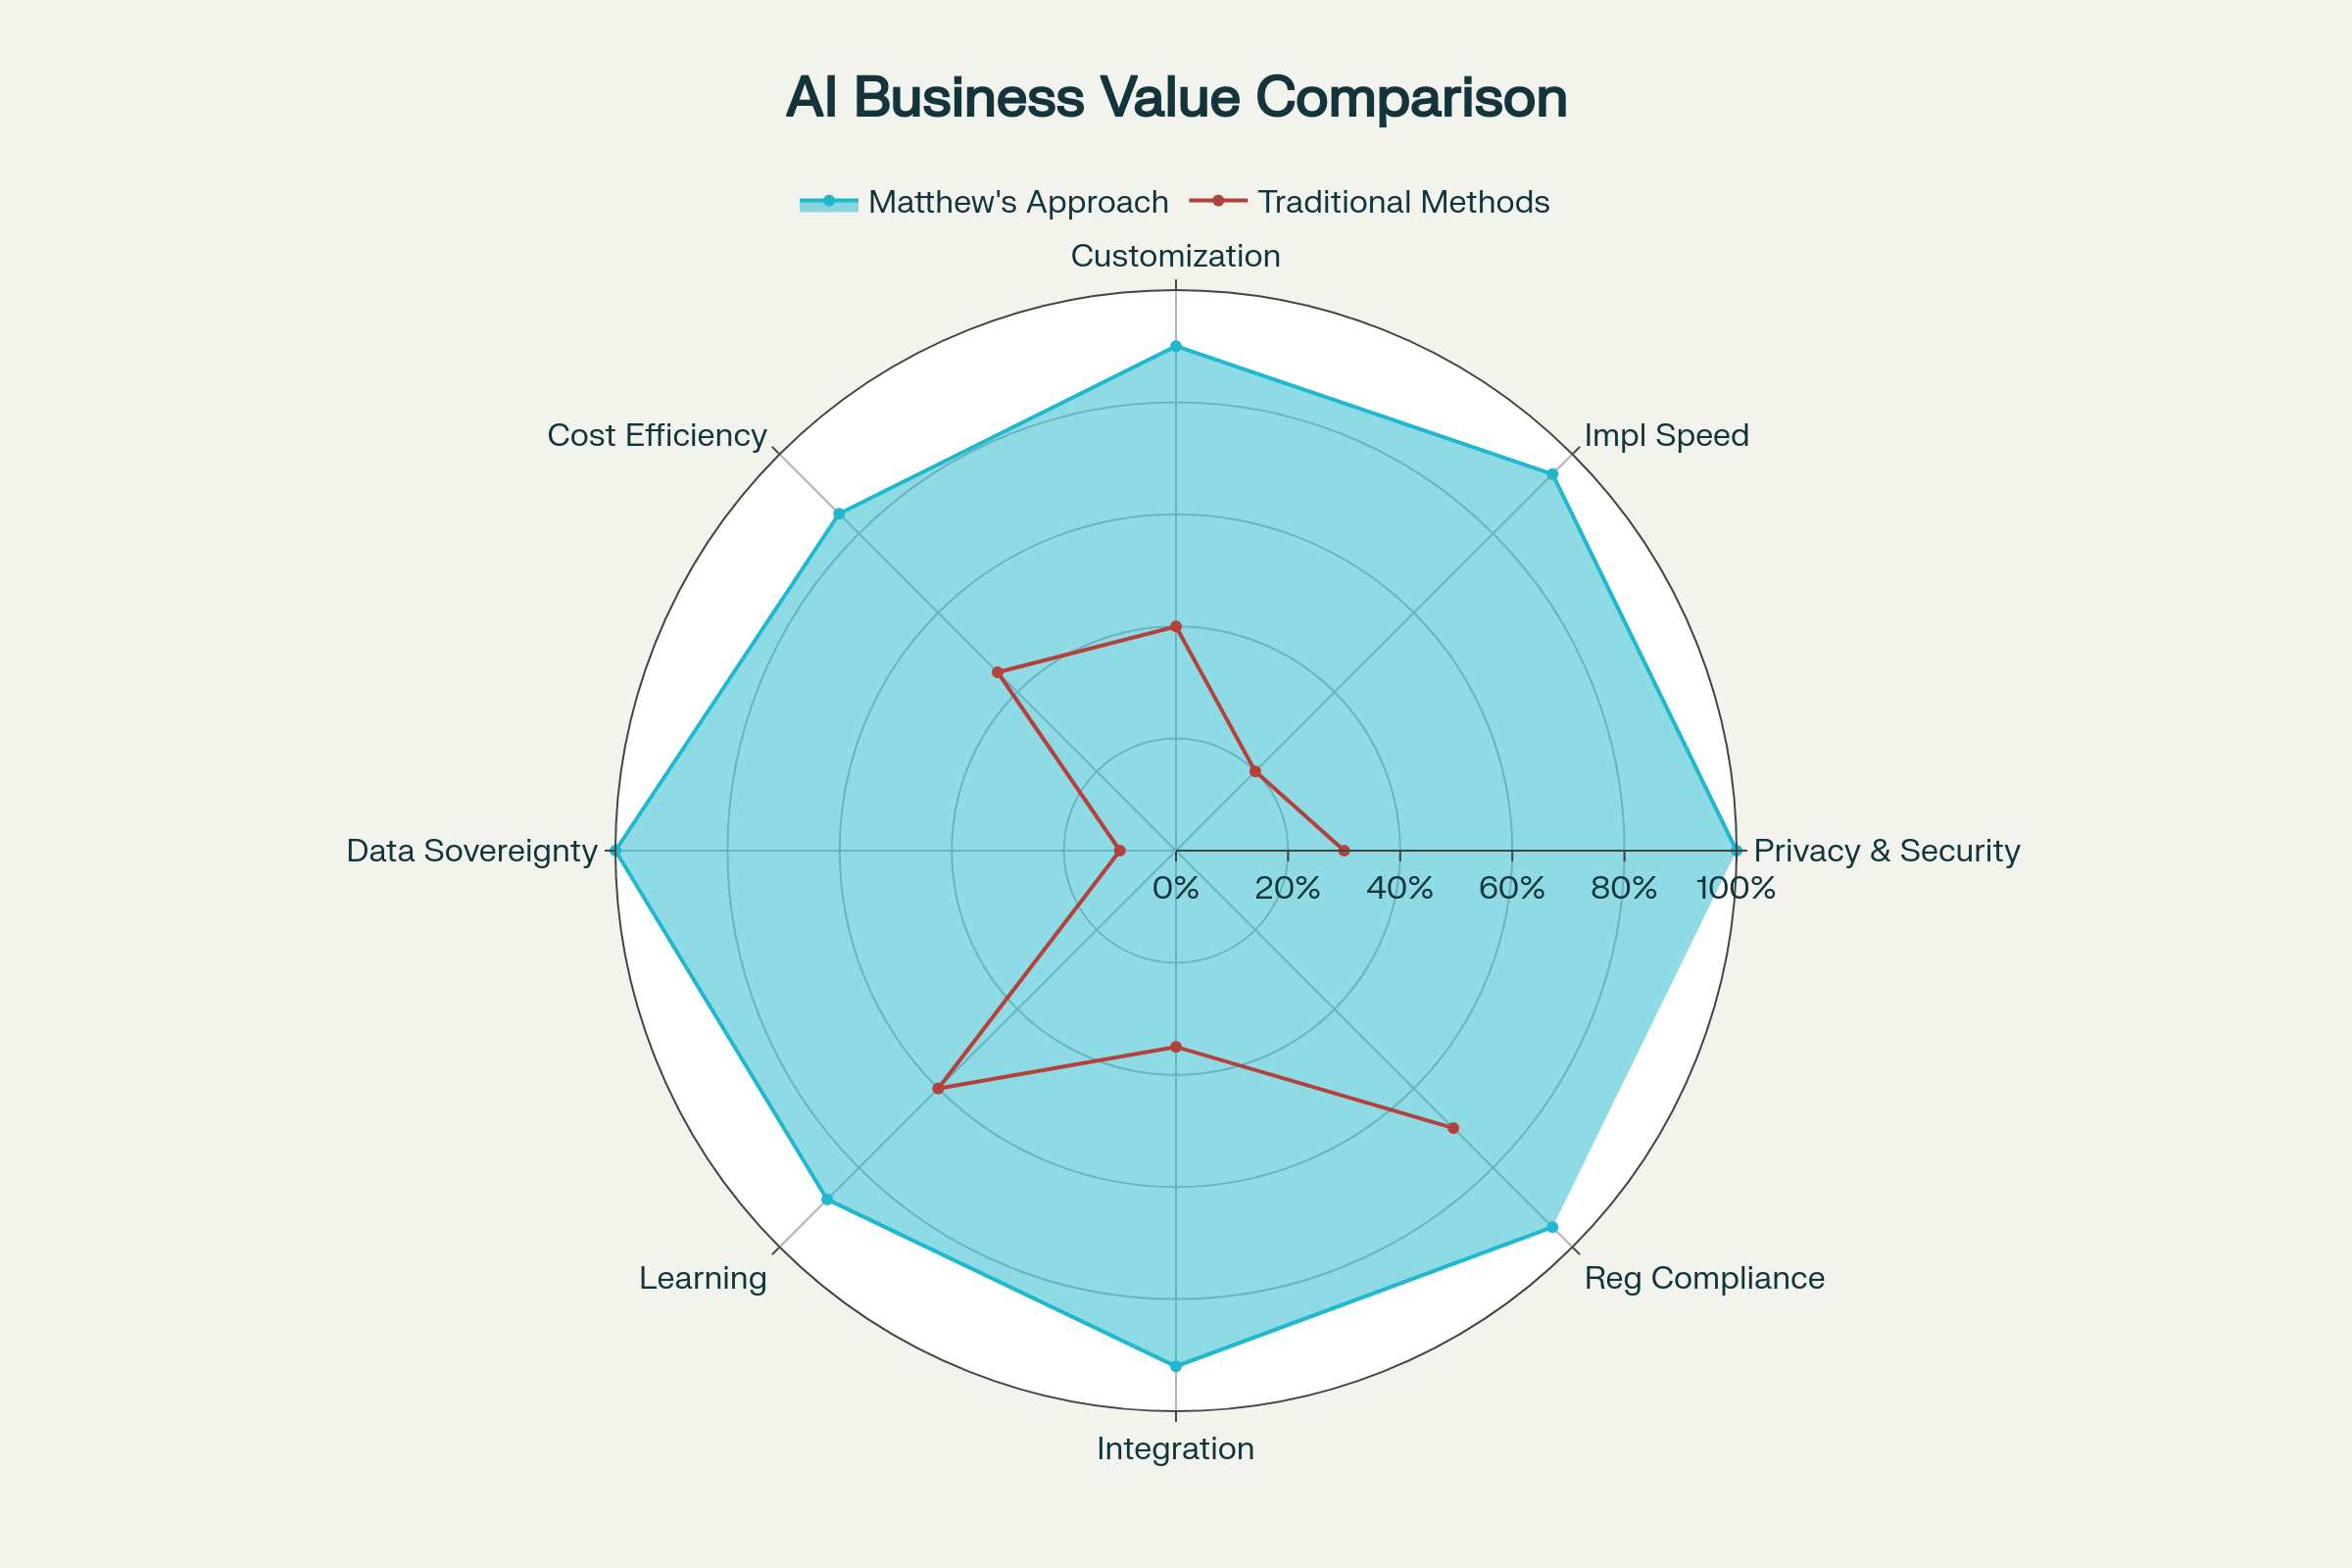 AI Business Value Comparison
Matthew's Approach Traditional Methods
Customization
Cost Efficiency Impl Speed
Data Sovereignty Privacy & Security
0% 20% 40% 60% 80% 100%
Learning Reg Compliance
Integration